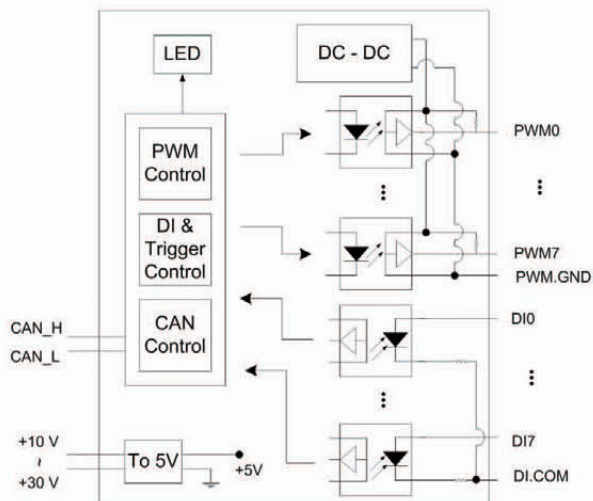 LED
DC - DC
PWM
Control
DI &
Trigger
Control
CAN
Control
CAN_H
CAN_L
+10 V
~
+30 V
To 5V
+5V
PWM0
PWM7
PWM.GND
DI0
DI7
DI.COM